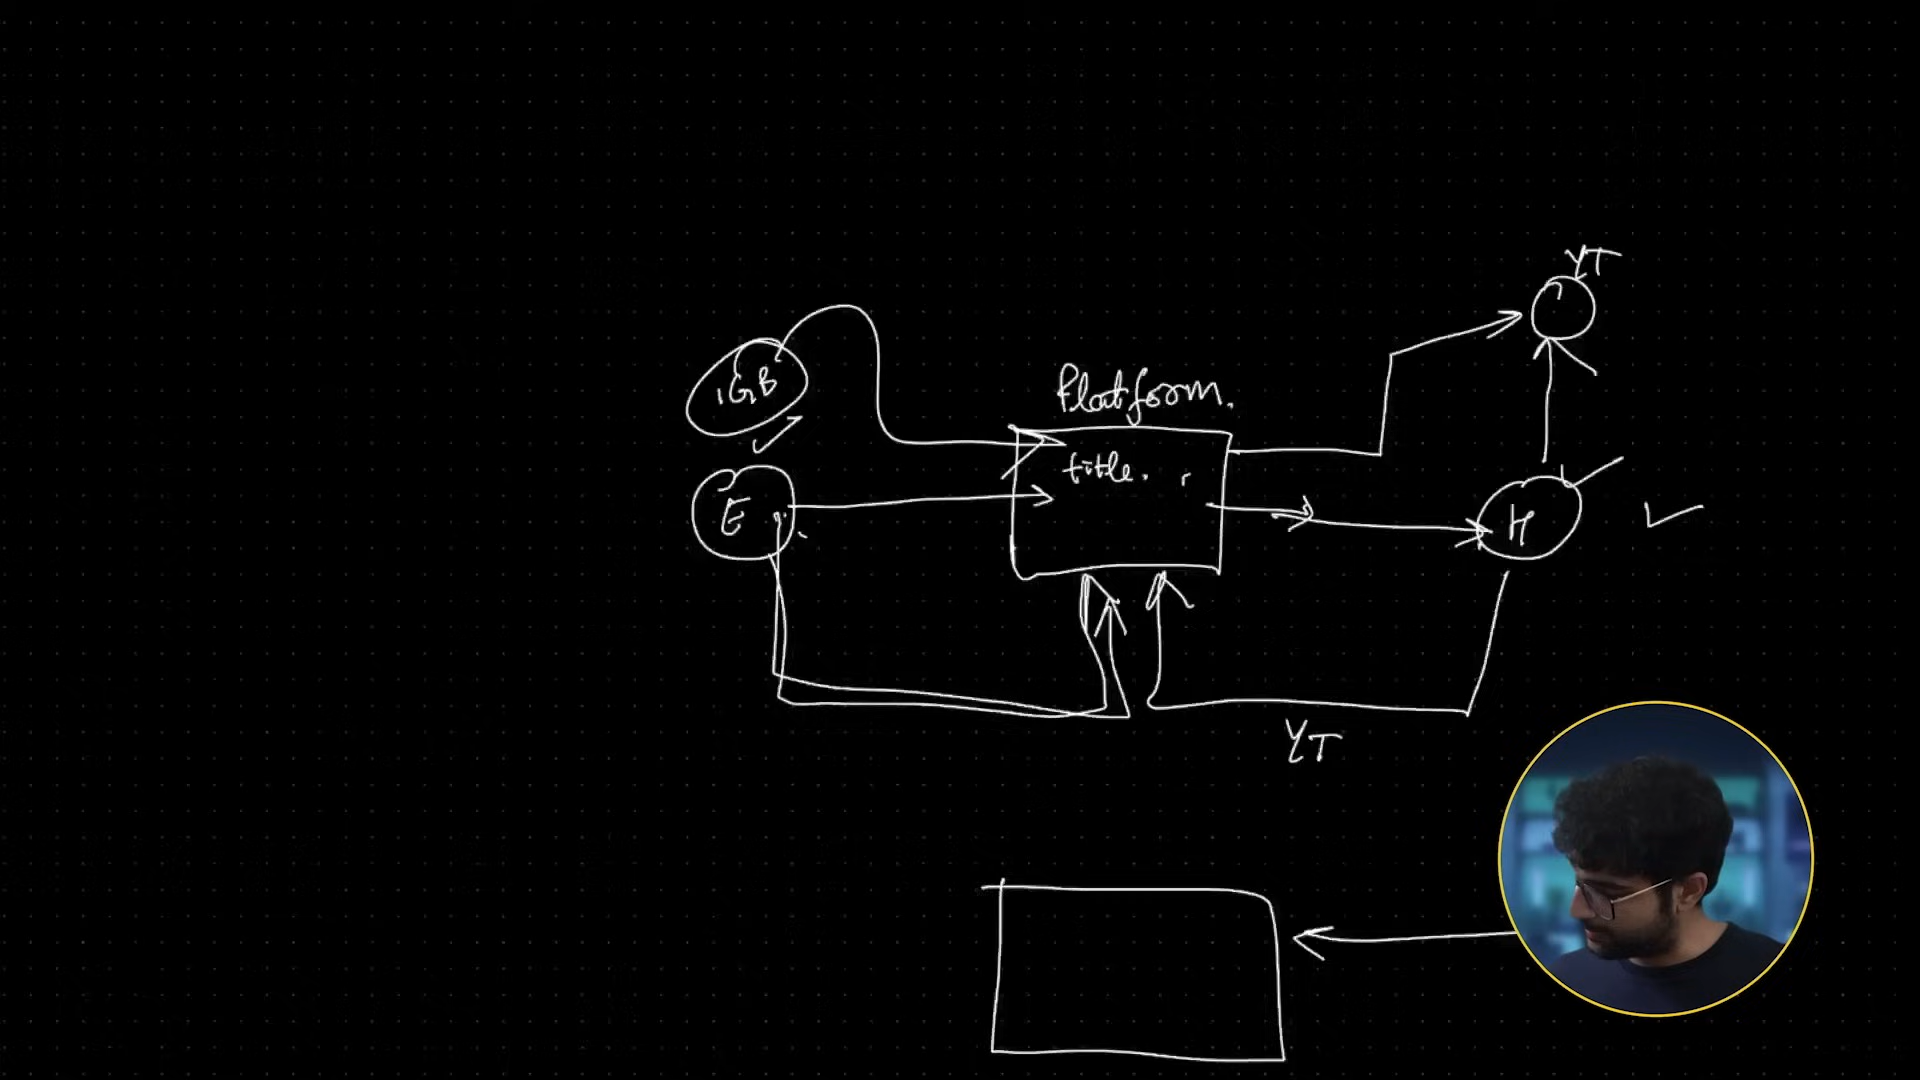 YT
1GB
Platform.
title.
E
H
YT